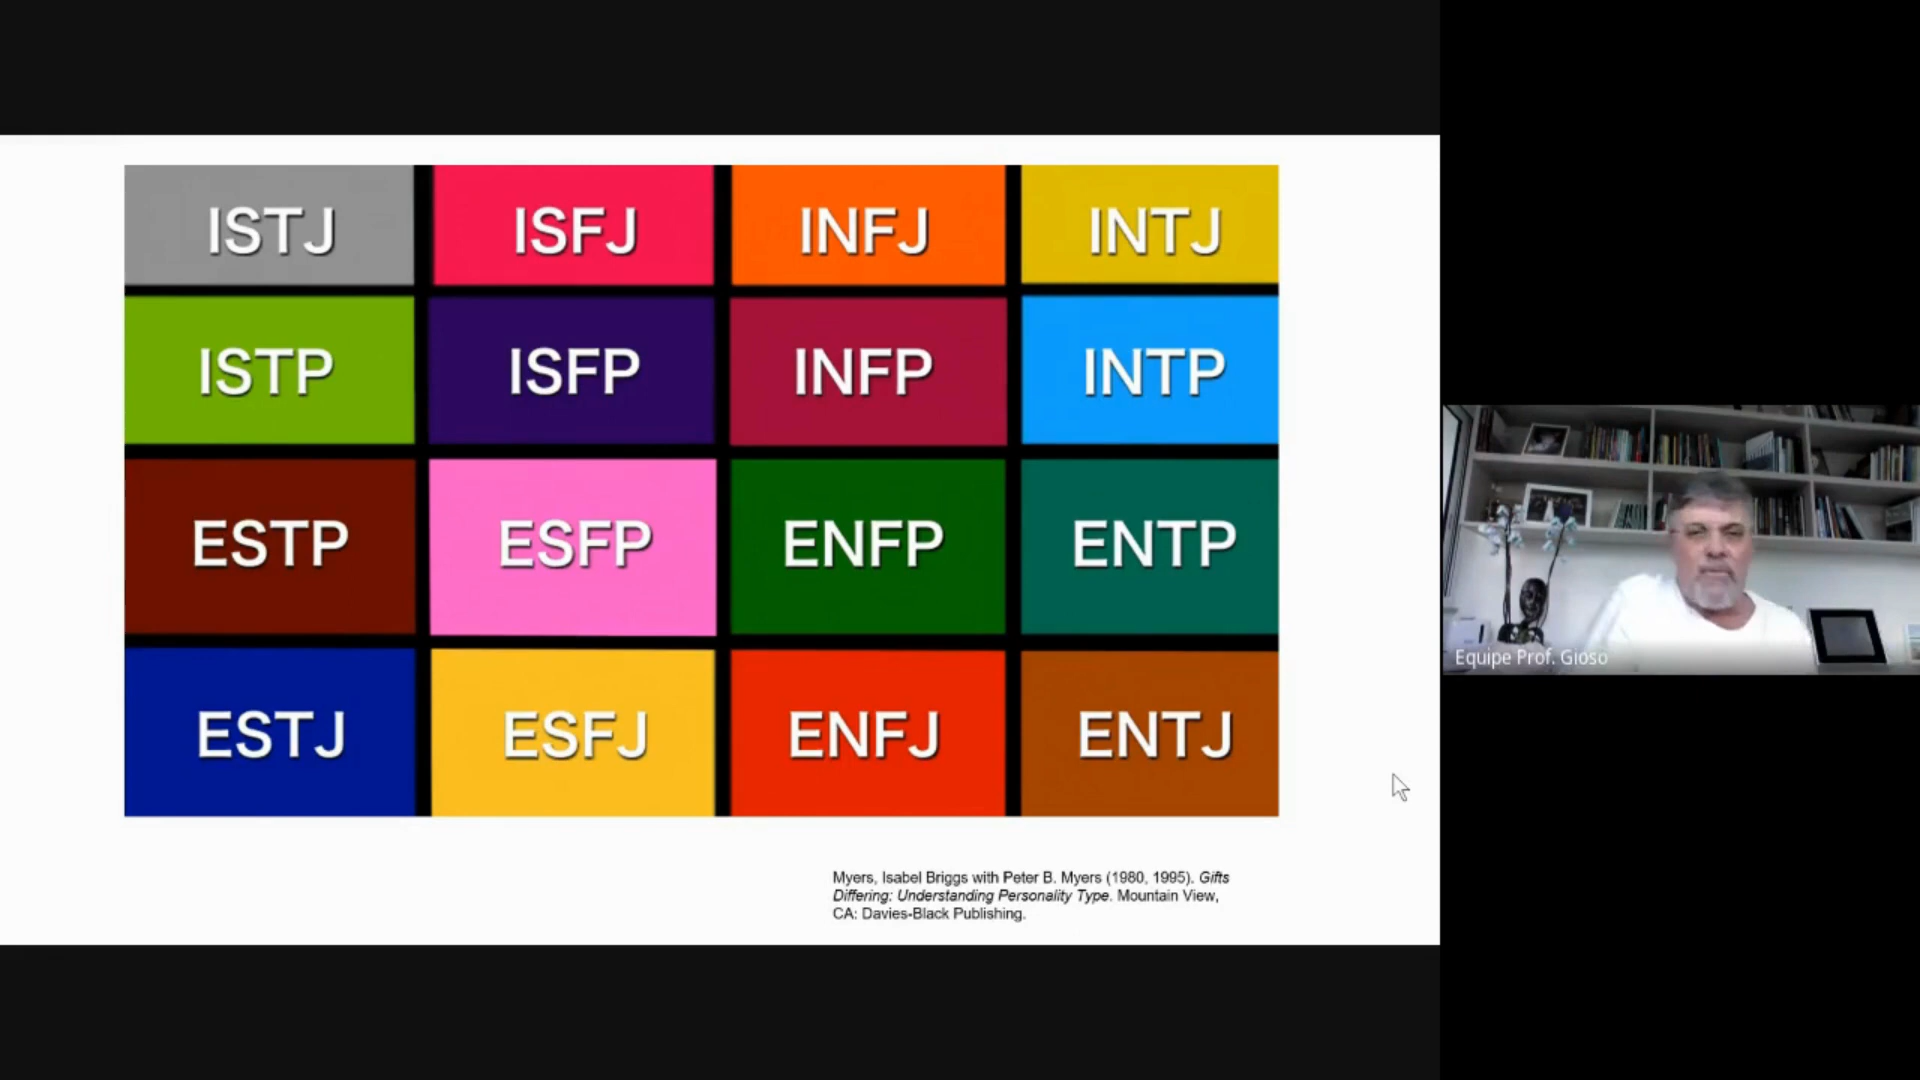 ISTJ ISFJ INFJ INTJ
ISTP ISFP INFP INTP
ESTP ESFP ENFP ENTP
ESTJ ESFJ ENFJ ENTJ
Myers, Isabel Briggs with Peter B. Myers (1980, 1995). Gifts
Differing: Understanding Personality Type. Mountain View,
CA: Davies-Black Publishing.
Equipe Prof. Gioso